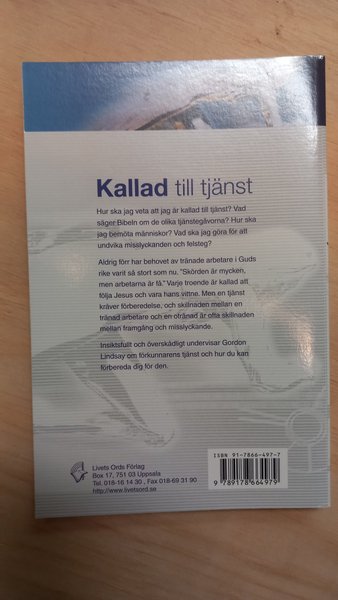 Kallad till tjänst
Hur ska jag veta att jag är kallad till tjänst? Vad
säger Bibeln om de olika tjänstegåvorna? Hur ska
jag bemöta människor? Vad ska jag göra för att
undvika misslyckanden och felsteg?
Aldrig förr har behovet av tränade arbetare i Guds
rike varit så stort som nu. "Skörden är mycken,
men arbetarna är få." Varje troende är kallad att
följa Jesus och vara hans vittne. Men en tjänst
kräver förberedelse, och skillnaden mellan en
tränad arbetare och en otränad är ofta skillnaden
mellan framgång och misslyckande.
Insiktsfullt och överskådligt undervisar Gordon
Lindsay om förkunnarens tjänst och hur du kan
förbereda dig för den.
ISBN 91-7866-497-7
9 789178 664979
Livets Ords Förlag
Box 17, 751 03 Uppsala
Tel. 018-16 14 30 , Fax 018-69 31 90
http://www.livetsord.se